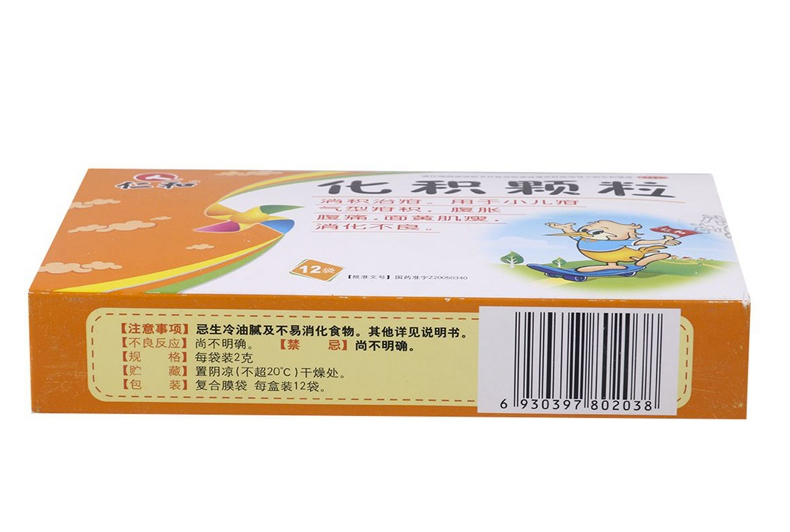 仁和
化积颗粒
消积治疳。用于小儿疳
气型疳积，腹胀
腹痛，面黄肌瘦，
消化不良。
12袋
【批准文号】国药准字Z20050340
【注意事项】忌生冷油腻及不易消化食物。其他详见说明书。
【不良反应】尚不明确。【禁 忌】尚不明确。
【规 格】每袋装2克
【贮 藏】置阴凉(不超20℃)干燥处。
【包 装】复合膜袋 每盒装12袋。
6 930397 802038